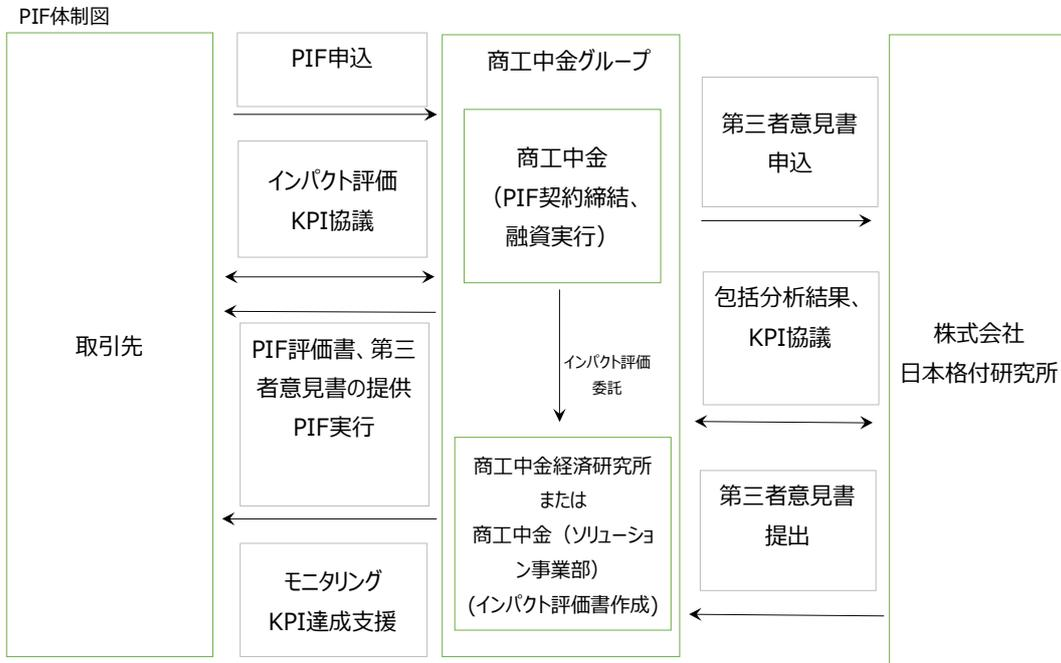 PIF体制図
取引先
PIF申込
インパクト評価
KPI協議
PIF評価書、第三
者意見書の提供
PIF実行
モニタリング
KPI達成支援
商工中金グループ
商工中金
（PIF契約締結、
融資実行）
インパクト評価
委託
商工中金経済研究所
または
商工中金（ソリューショ
ン事業部）
(インパクト評価書作成)
第三者意見書
申込
包括分析結果、
KPI協議
第三者意見書
提出
株式会社
日本格付研究所